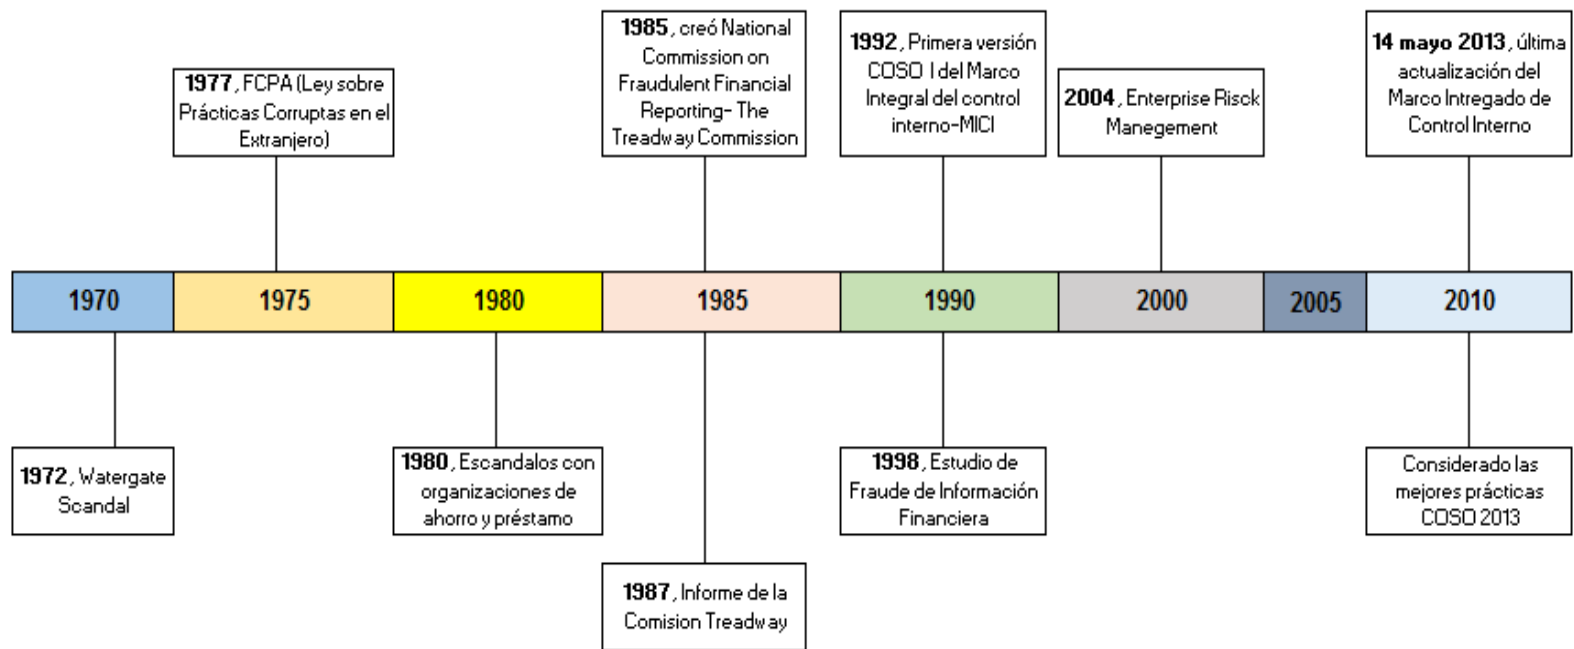 1977, FCPA (Ley sobre
Prácticas Corruptas en el
Extranjero)
1985, creó National
Commission on
Fraudulent Financial
Reporting- The
Treadway Commission
1992, Primera versión
COSO I del Marco
Integral del control
interno-MICI
2004, Enterprise Risck
Manegement
14 mayo 2013, última
actualización del
Marco Intregado de
Control Interno
1970
1975
1980
1985
1990
2000
2005
2010
1972, Watergate
Scandal
1980, Escandalos con
organizaciones de
ahorro y préstamo
1987, Informe de la
Comision Treadway
1998, Estudio de
Fraude de Información
Financiera
Considerado las
mejores prácticas
COSO 2013